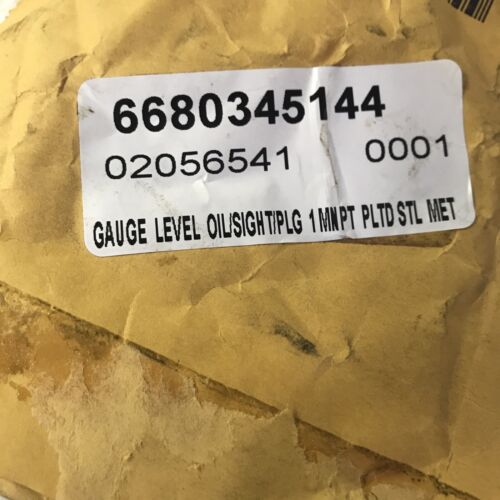 6680345144
02056541 0001
GAUGE LEVEL OIL/SIGHT/PLG 1 MNPT PLTD STL MET